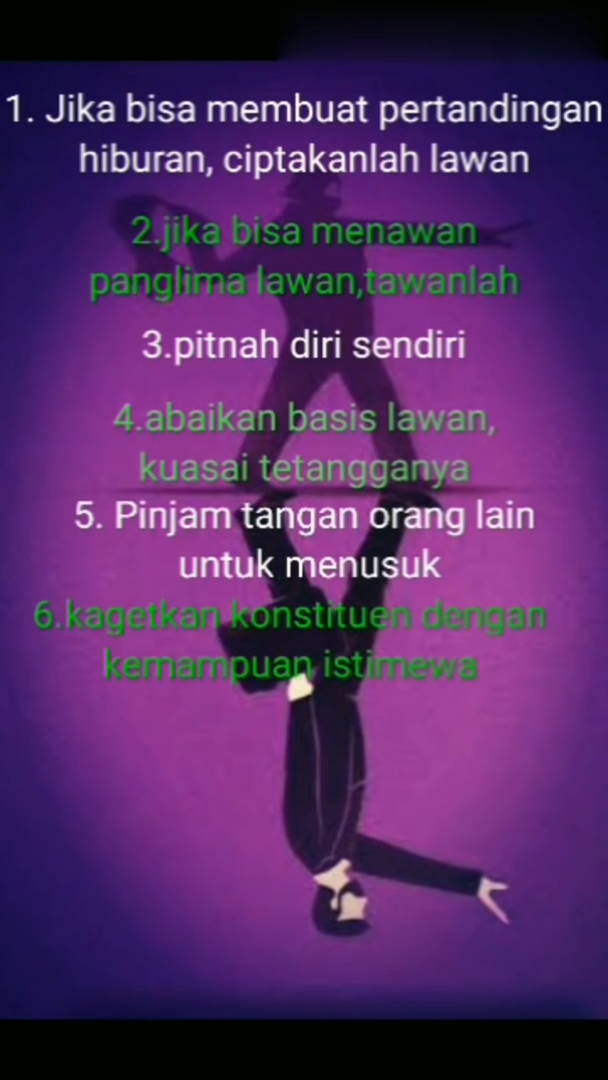 1. Jika bisa membuat pertandingan
hiburan, ciptakanlah lawan
2.jika bisa menawan
panglima lawan,tawanlah
3.pitnah diri sendiri
4.abaikan basis lawan,
kuasai tetangganya
5. Pinjam tangan orang lain
untuk menusuk
6.kagetkan konstituen dengan
kemampuan istimewa